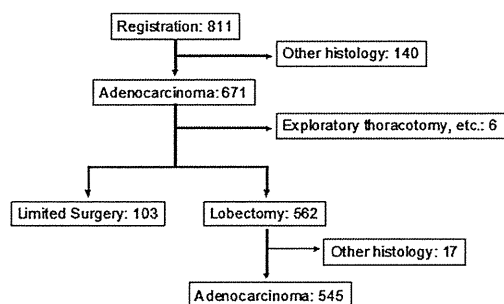 Registration: 811
Other histology: 140
Adenocarcinoma: 671
Exploratory thoracotomy, etc.: 6
Limited Surgery: 103
Lobectomy: 562
Other histology: 17
Adenocarcinoma: 545